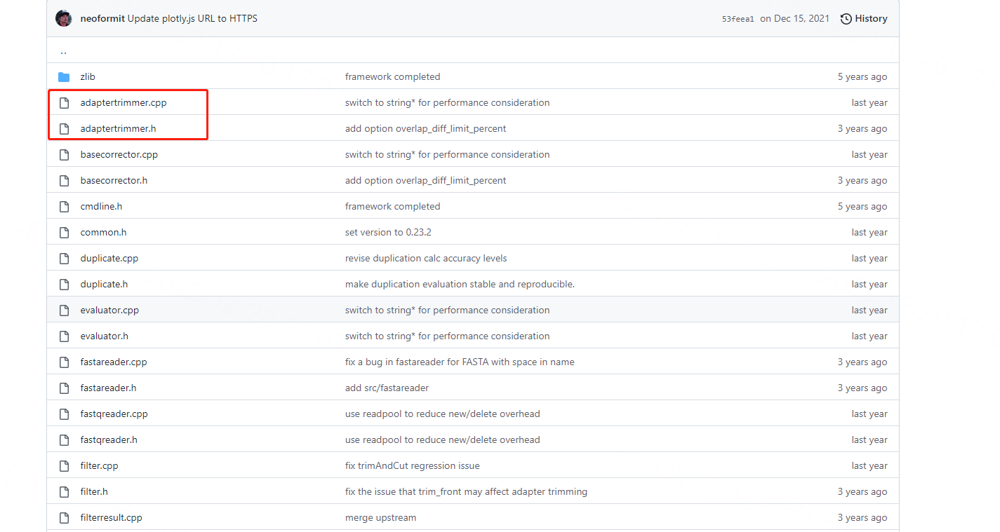 neoformit Update plotly.js URL to HTTPS 53feea1 on Dec 15, 2021 History
..
zlib framework completed 5 years ago
adaptertrimmer.cpp switch to string* for performance consideration last year
adaptertrimmer.h add option overlap_diff_limit_percent 3 years ago
basecorrector.cpp switch to string* for performance consideration last year
basecorrector.h add option overlap_diff_limit_percent 3 years ago
cmdline.h framework completed 5 years ago
common.h set version to 0.23.2 last year
duplicate.cpp revise duplication calc accuracy levels last year
duplicate.h make duplication evaluation stable and reproducible. last year
evaluator.cpp switch to string* for performance consideration last year
evaluator.h switch to string* for performance consideration last year
fastareader.cpp fix a bug in fastareader for FASTA with space in name 3 years ago
fastareader.h add src/fastareader 3 years ago
fastqreader.cpp use readpool to reduce new/delete overhead last year
fastqreader.h use readpool to reduce new/delete overhead last year
filter.cpp fix trimAndCut regression issue last year
filter.h fix the issue that trim_front may affect adapter trimming 3 years ago
filterresult.cpp merge upstream 3 years ago